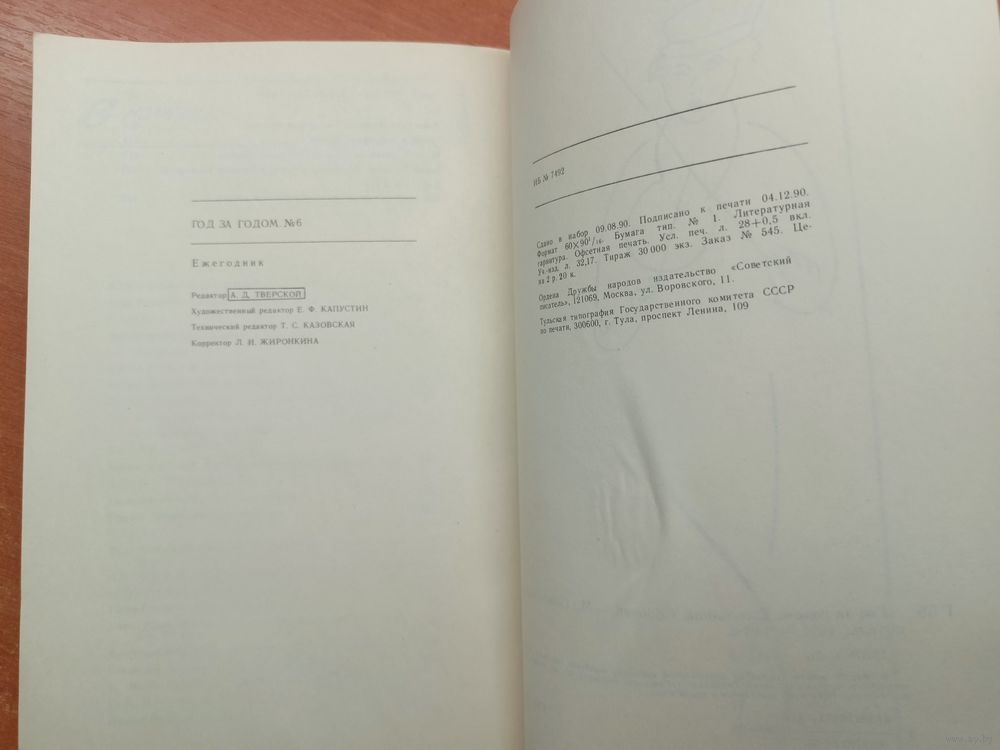 ГОД ЗА ГОДОМ. №6
Ежегодник
Редактор А. Д. ТВЕРСКОЙ
Художественный редактор Е. Ф. КАПУСТИН
Технический редактор Т. С. КАЗОВСКАЯ
Корректор Л. И. ЖИРОНКИНА
ИБ № 7492
Сдано в набор 09.08.90. Подписано к печати 04.12.90.
Формат 60×90¹/₁₆. Бумага тип. № 1. Литературная
гарнитура. Офсетная печать. Усл. печ. л. 28+0,5 вкл.
Уч.-изд. л. 32,17. Тираж 30 000 экз. Заказ № 545. Це-
на 2 р. 20 к.
Ордена Дружбы народов издательство «Советский
писатель», 121069, Москва, ул. Воровского, 11.
Тульская типография Государственного комитета СССР
по печати, 300600, г. Тула, проспект Ленина, 109
www.ay.by